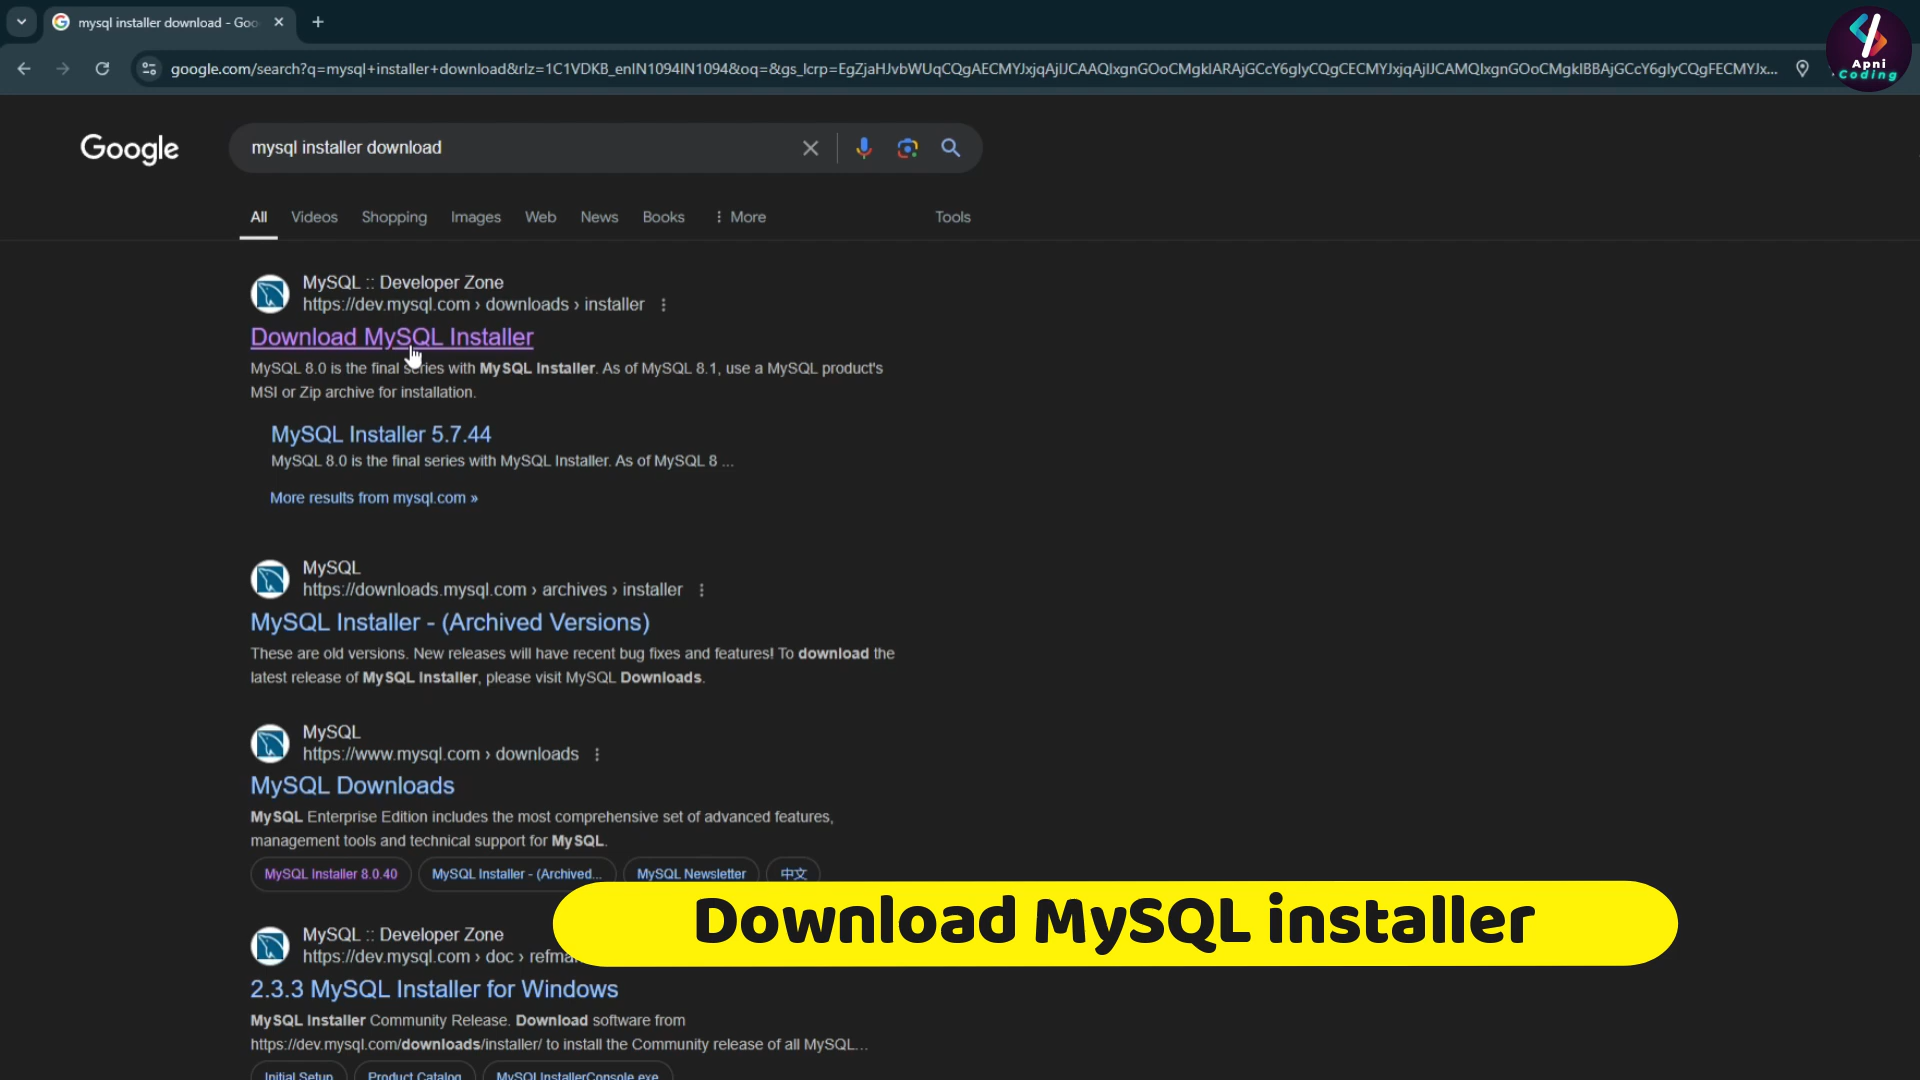 mysql installer download - Goo
google.com/search?q=mysql+installer+download&rlz=1C1VDKB_enIN1094IN1094&oq=&gs_lcrp=EgZjaHJvbWUqCQgAECMYJxjqAjIJCAAQIxgnGOoCMgkIARAjGCcY6gIyCQgCECMYJxjqAjIJCAMQIxgnGOoCMgkIBBAjGCcY6gIyCQgFECMYJx...
Apni
Coding
Google
mysql installer download
All Videos Shopping Images Web News Books More Tools
MySQL :: Developer Zone
https://dev.mysql.com › downloads › installer
Download MySQL Installer
MySQL 8.0 is the final series with MySQL Installer. As of MySQL 8.1, use a MySQL product's
MSI or Zip archive for installation.
MySQL Installer 5.7.44
MySQL 8.0 is the final series with MySQL Installer. As of MySQL 8 ...
More results from mysql.com »
MySQL
https://downloads.mysql.com › archives › installer
MySQL Installer - (Archived Versions)
These are old versions. New releases will have recent bug fixes and features! To download the
latest release of MySQL Installer, please visit MySQL Downloads.
MySQL
https://www.mysql.com › downloads
MySQL Downloads
MySQL Enterprise Edition includes the most comprehensive set of advanced features,
management tools and technical support for MySQL.
MySQL Installer 8.0.40 MySQL Installer - (Archived... MySQL Newsletter 中文
Download MySQL installer
MySQL :: Developer Zone
https://dev.mysql.com › doc › refma
2.3.3 MySQL Installer for Windows
MySQL Installer Community Release. Download software from
https://dev.mysql.com/downloads/installer/ to install the Community release of all MySQL...
Initial Setup Product Catalog MySQLInstallerConsole.exe